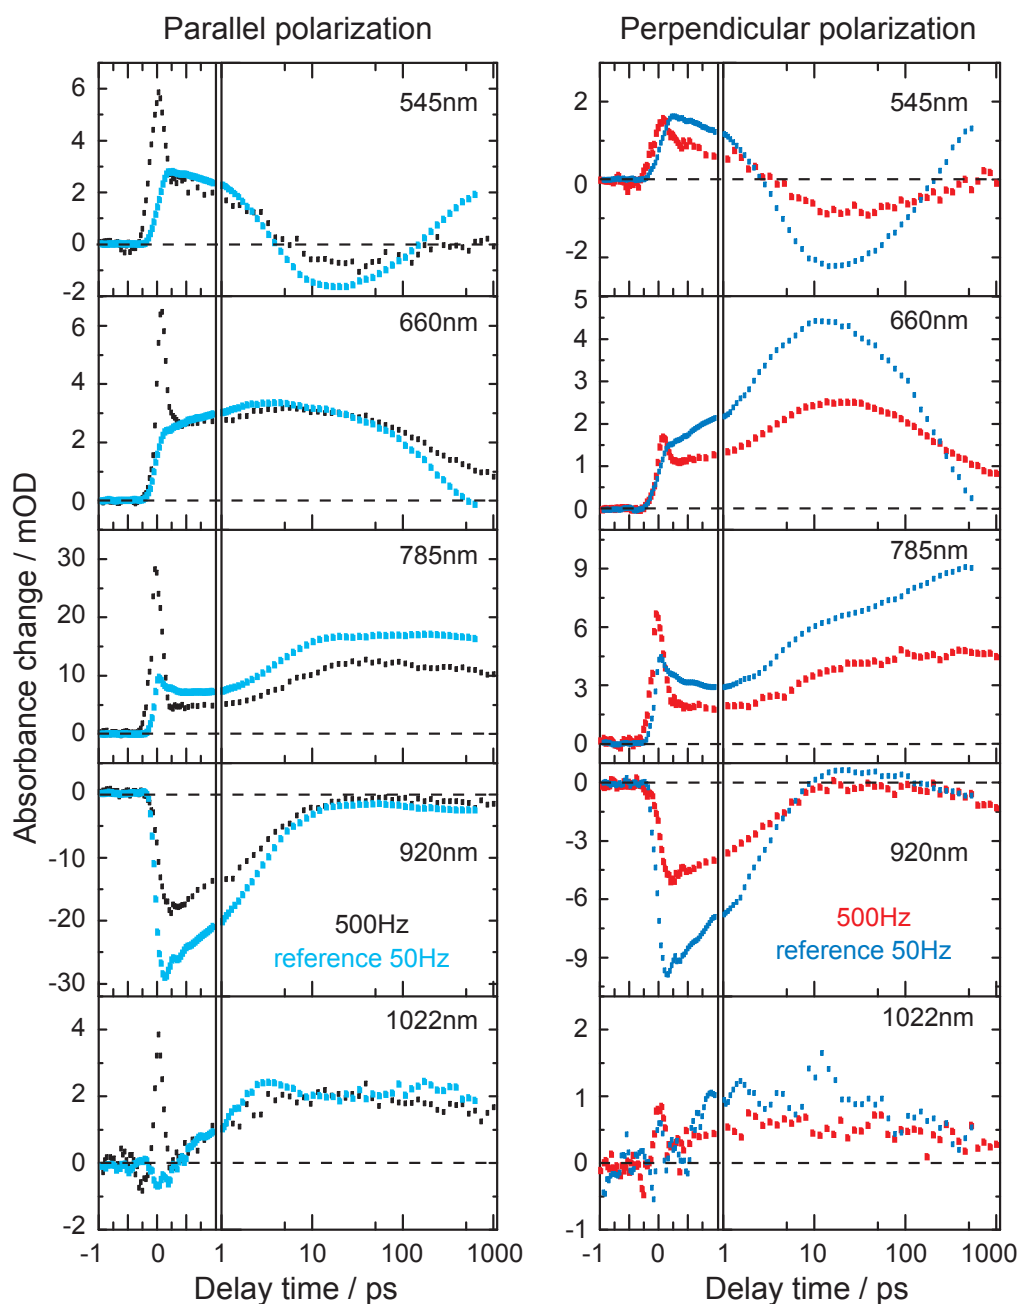 Parallel polarization
Perpendicular polarization
545nm
6
4
2
0
-2
545nm
2
0
-2
660nm
6
4
2
0
660nm
5
4
3
2
1
0
785nm
30
20
10
0
785nm
9
6
3
0
920nm
0
-10
-20
-30
500Hz
reference 50Hz
920nm
0
-3
-6
-9
500Hz
reference 50Hz
1022nm
4
2
0
-2
1022nm
2
1
0
-1
-1 0 1 10 100 1000
-1 0 1 10 100 1000
Delay time / ps
Delay time / ps
Absorbance change / mOD